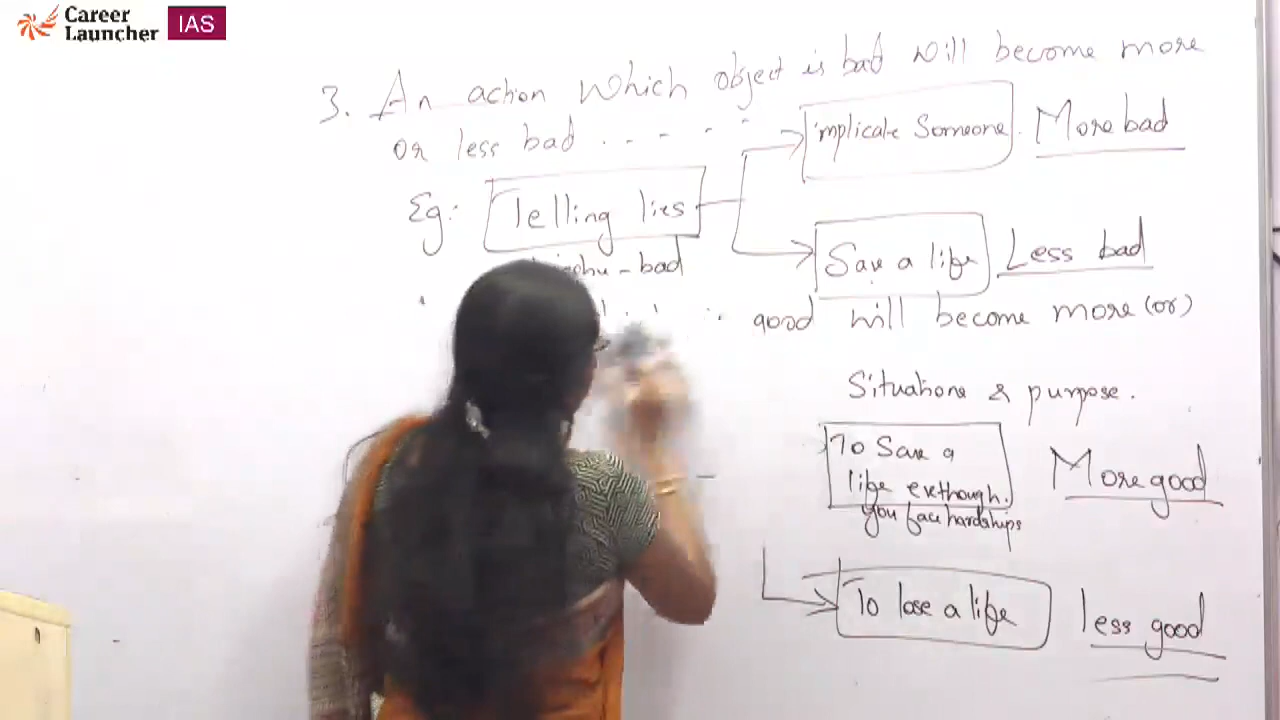 Career Launcher IAS
3. An action which object is bad will become more
or less bad . . - - -
implicate Someone. More bad
Eg: Telling lies
Save a life Less bad
- bad
good will become more (or)
Situations & purpose.
To Save a More good
life eventhough.
you face hardships
To lose a life less good